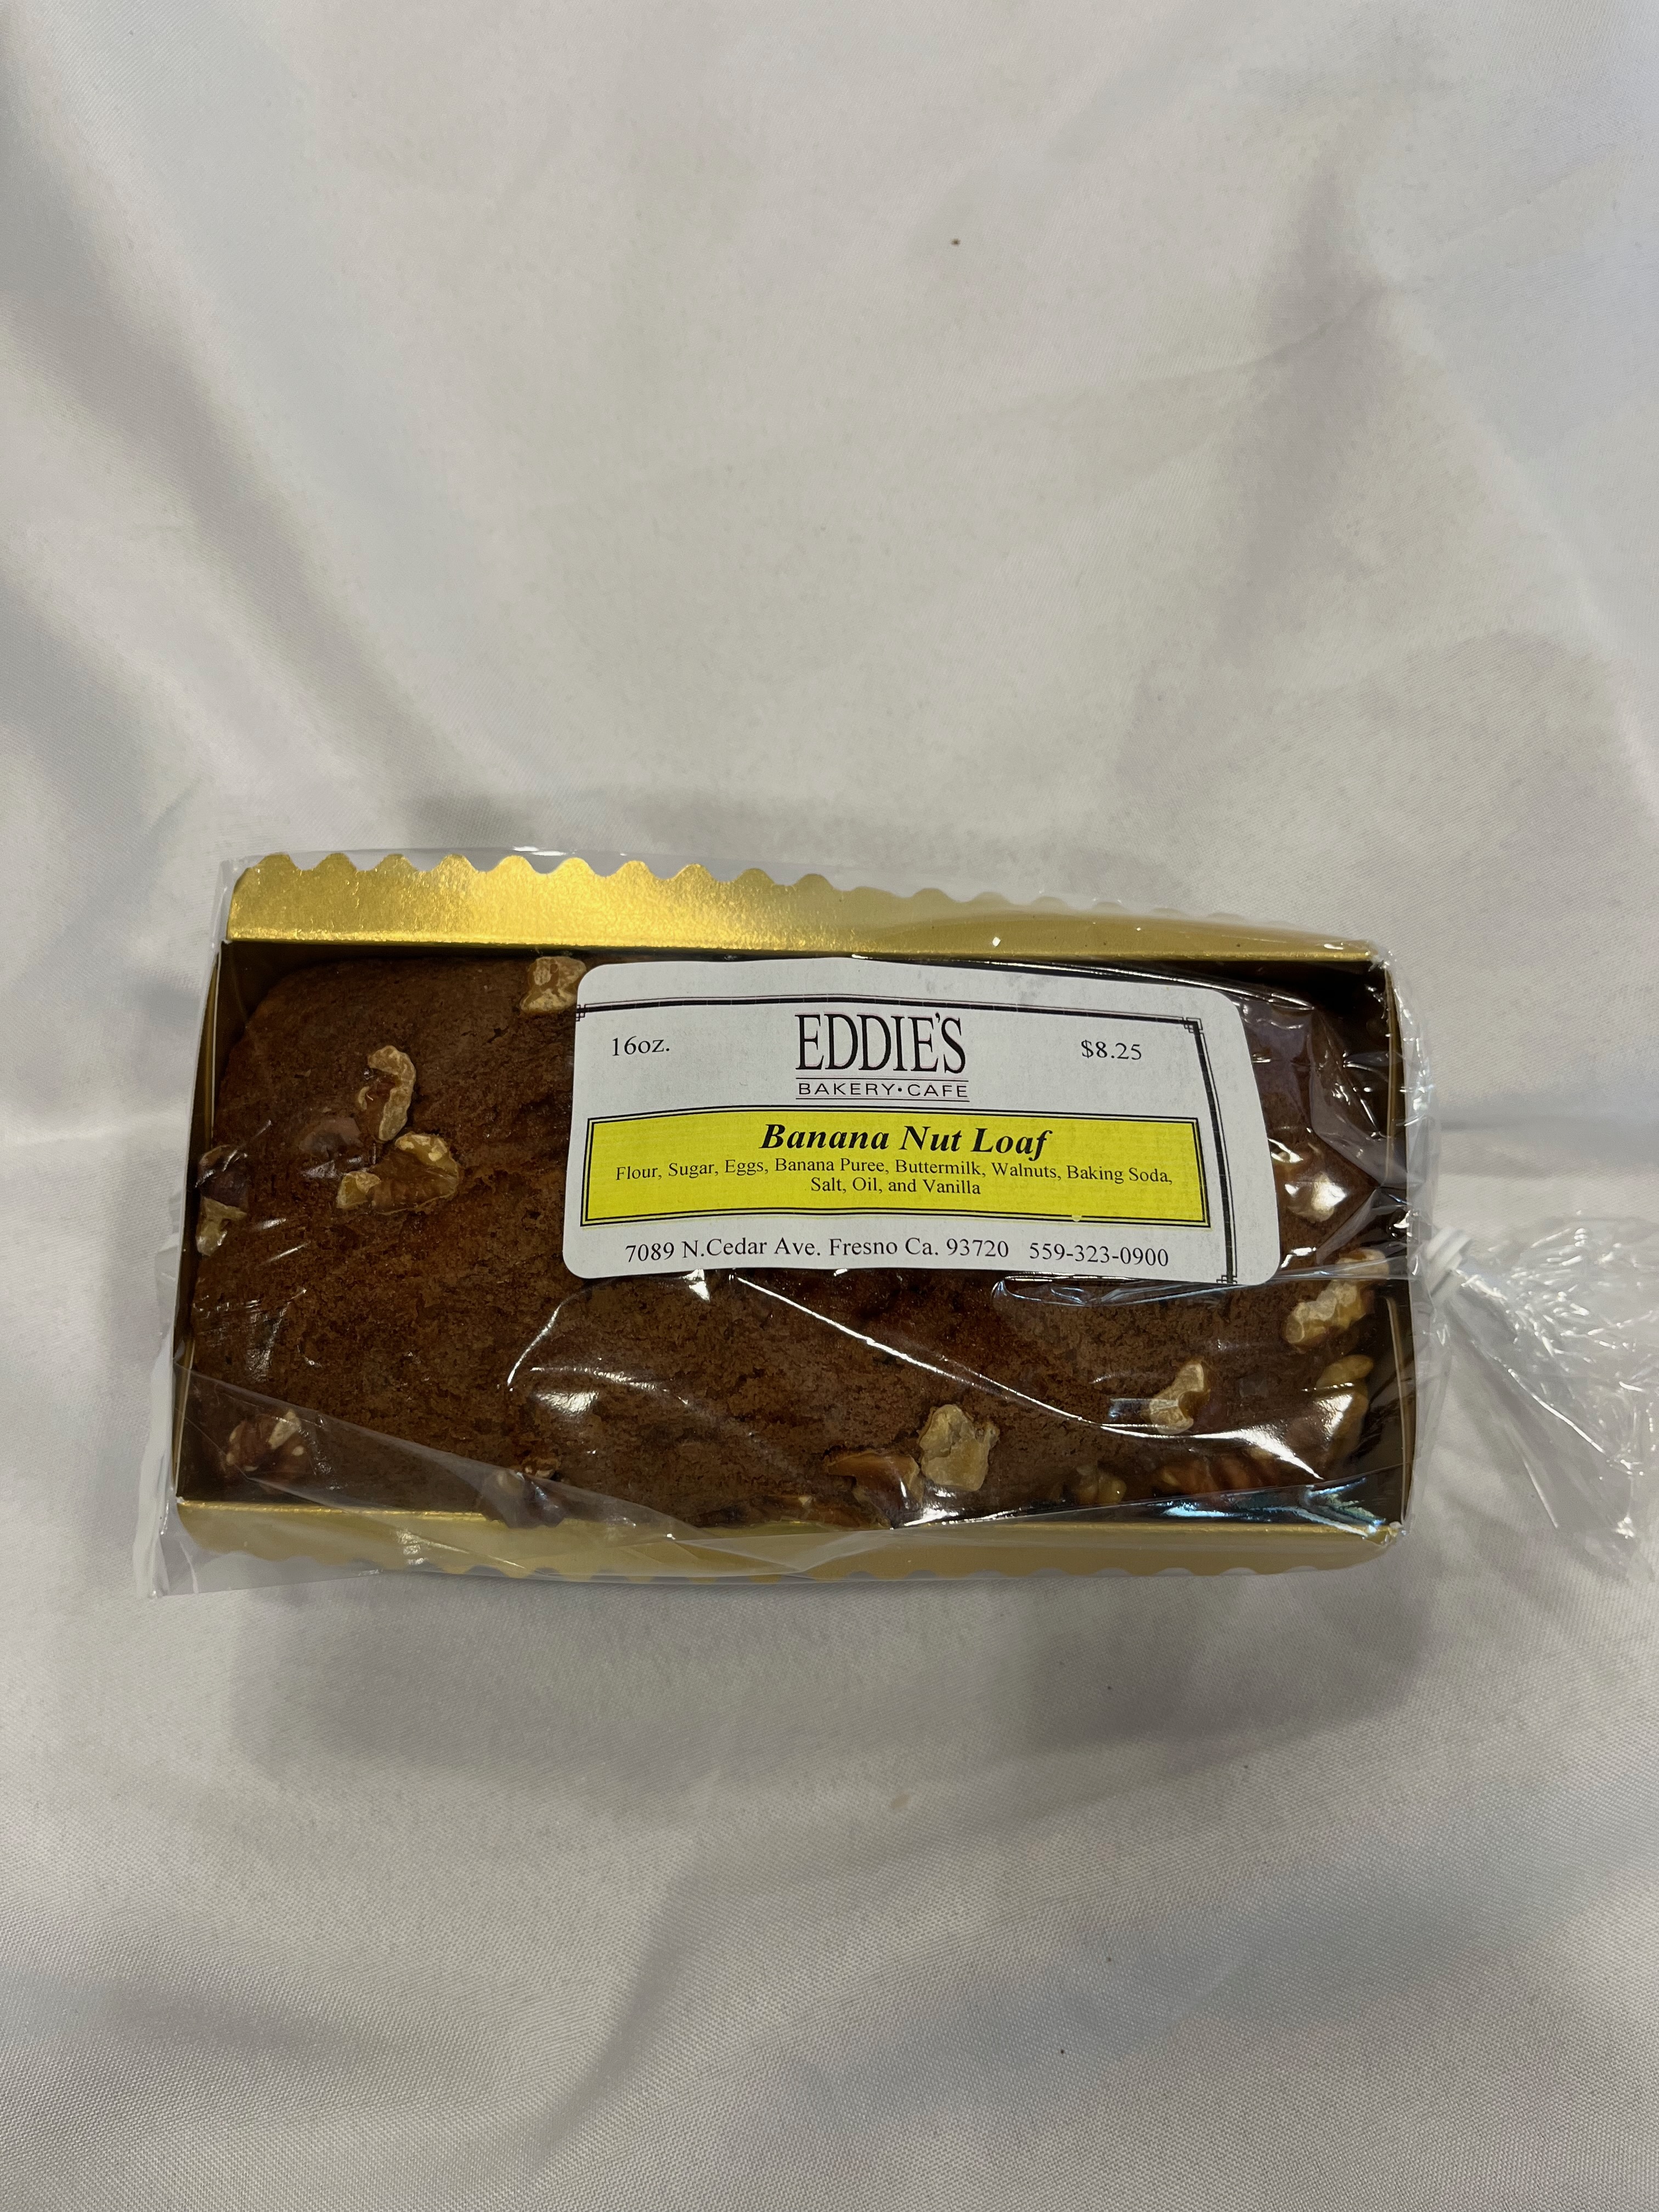 16oz.
EDDIE'S
$8.25
BAKERY•CAFE
Banana Nut Loaf
Flour, Sugar, Eggs, Banana Puree, Buttermilk, Walnuts, Baking Soda,
Salt, Oil, and Vanilla
7089 N.Cedar Ave. Fresno Ca. 93720 559-323-0900